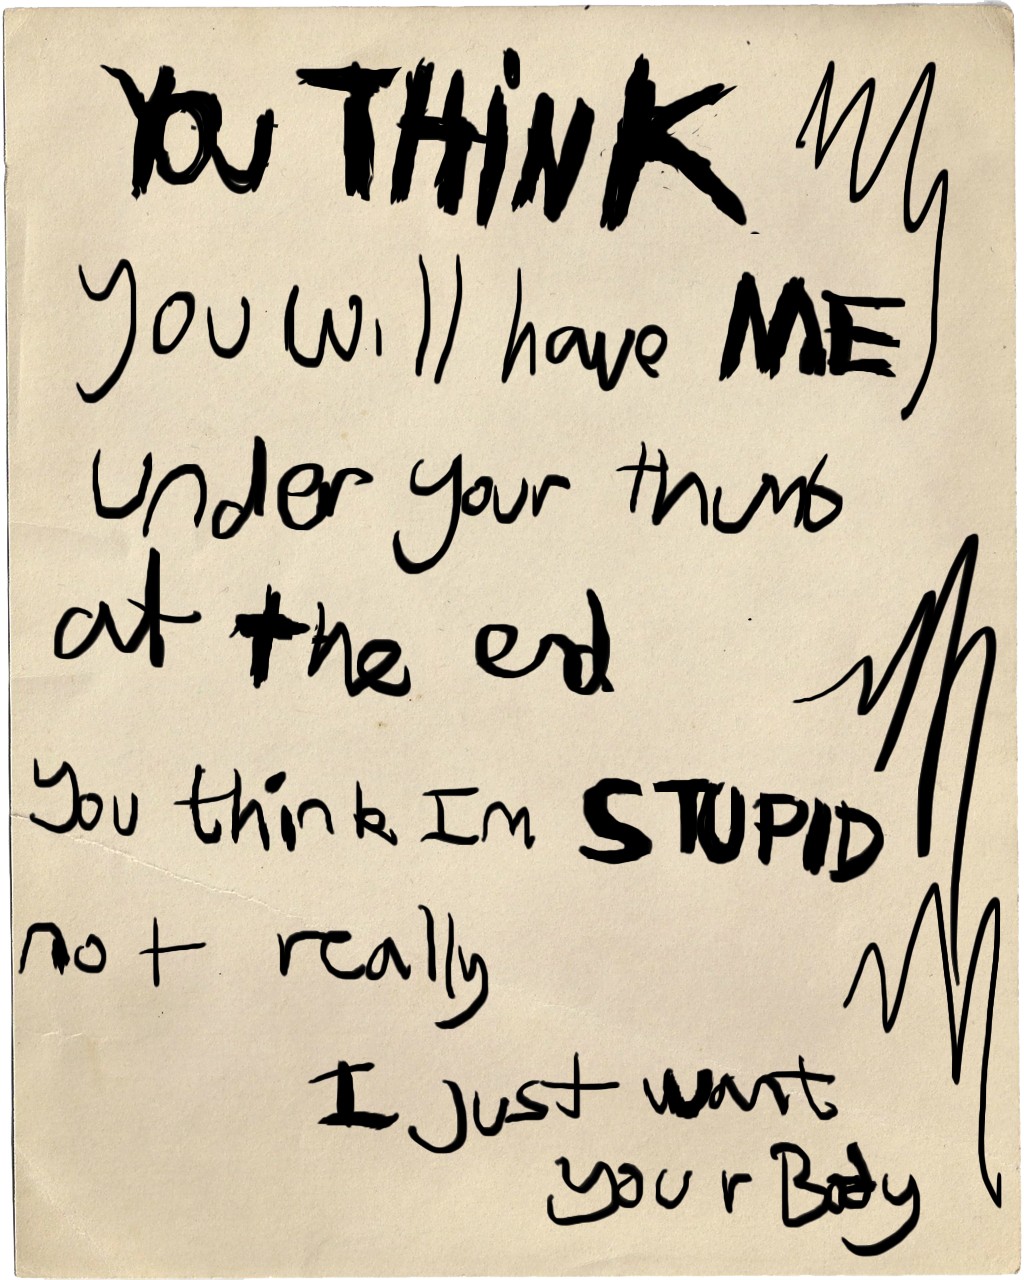 YOU THiNK
you will have ME
under your thumb
at the end
You think Im STUPID
not really
I just want
your Body